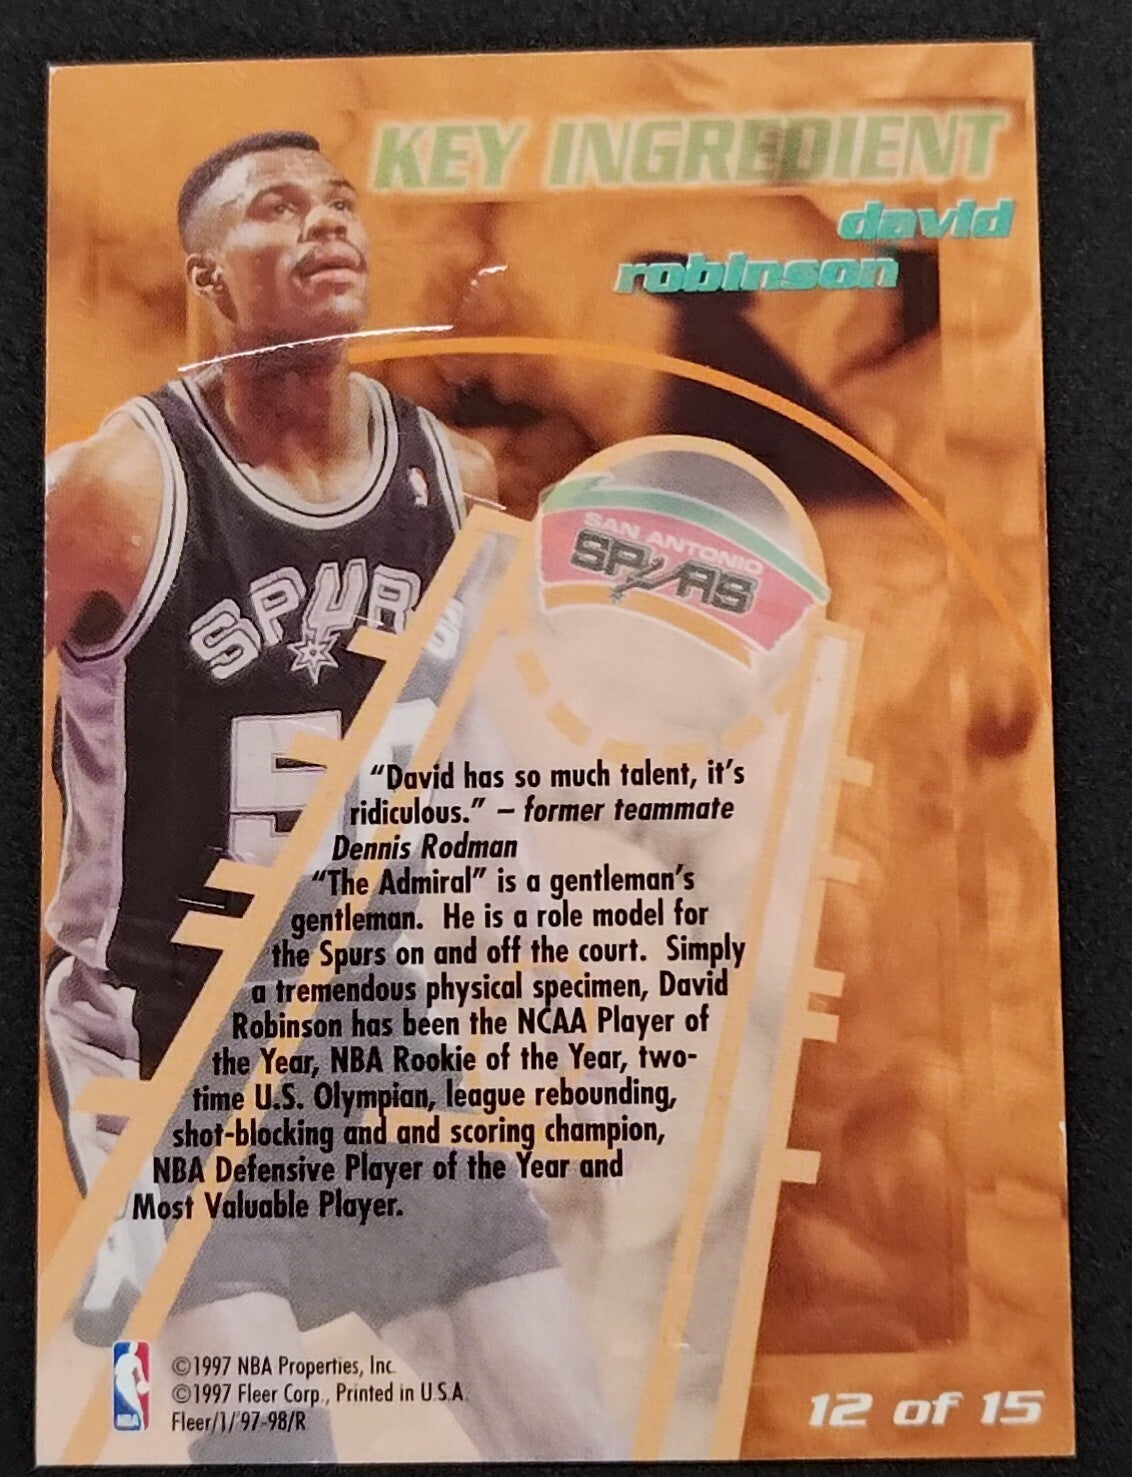 KEY INGREDIENT
david
robinson
SPURS
50
SAN ANTONIO
SPURS
"David has so much talent, it's
ridiculous." – former teammate
Dennis Rodman
"The Admiral" is a gentleman's
gentleman. He is a role model for
the Spurs on and off the court. Simply
a tremendous physical specimen, David
Robinson has been the NCAA Player of
the Year, NBA Rookie of the Year, two-
time U.S. Olympian, league rebounding,
shot-blocking and and scoring champion,
NBA Defensive Player of the Year and
Most Valuable Player.
NBA
©1997 NBA Properties, Inc.
©1997 Fleer Corp., Printed in U.S.A.
Fleer/1/'97-98/R
12 of 15